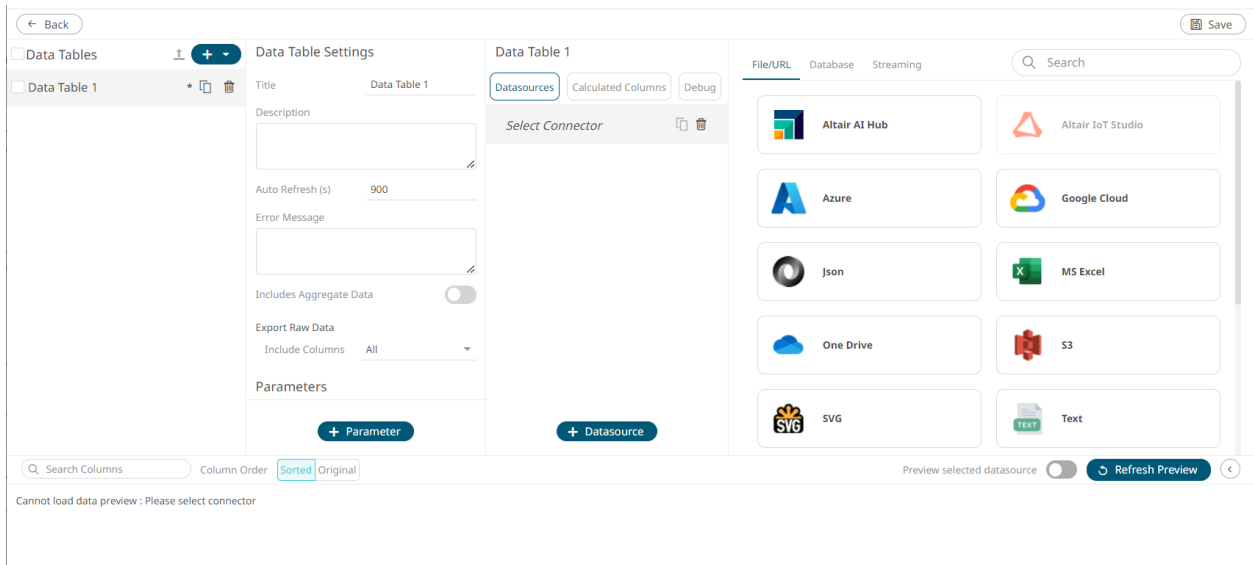 Back
Save
Data Tables
Data Table 1 *
Data Table Settings
Title Data Table 1
Description
Auto Refresh (s) 900
Error Message
Includes Aggregate Data
Export Raw Data
Include Columns All
Parameters
+ Parameter
Data Table 1
Datasources Calculated Columns Debug
Select Connector
+ Datasource
File/URL Database Streaming
Search
Altair AI Hub
Altair IoT Studio
Azure
Google Cloud
Json
X
MS Excel
One Drive
S3
SVG
SVG
TEXT
Text
Search Columns Column Order Sorted Original
Preview selected datasource Refresh Preview
Cannot load data preview : Please select connector